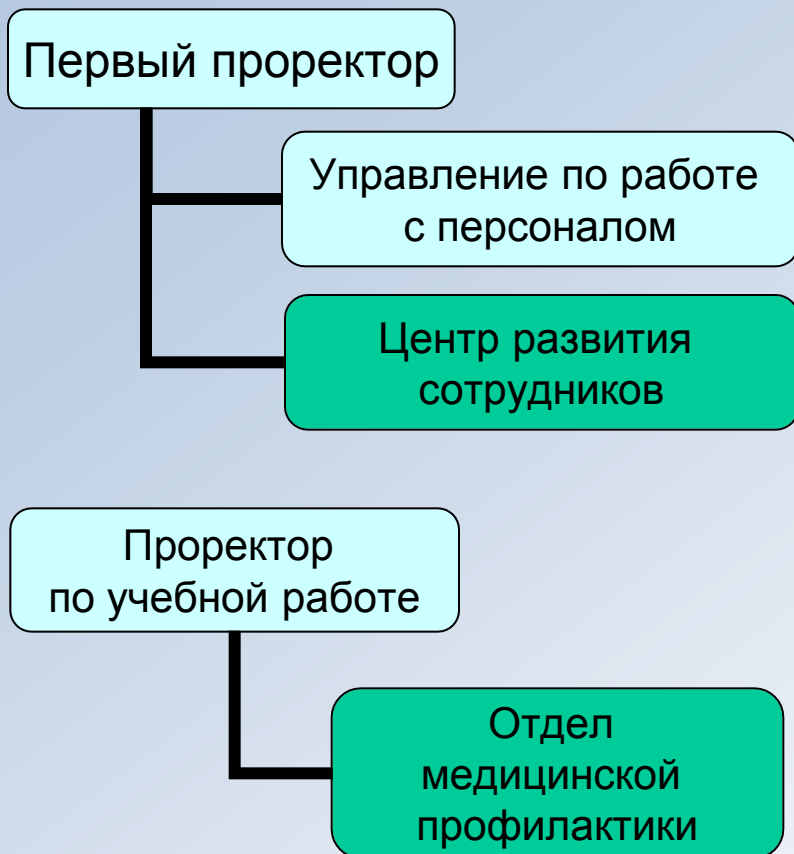 Первый проректор
Управление по работе
с персоналом
Центр развития
сотрудников
Проректор
по учебной работе
Отдел
медицинской
профилактики